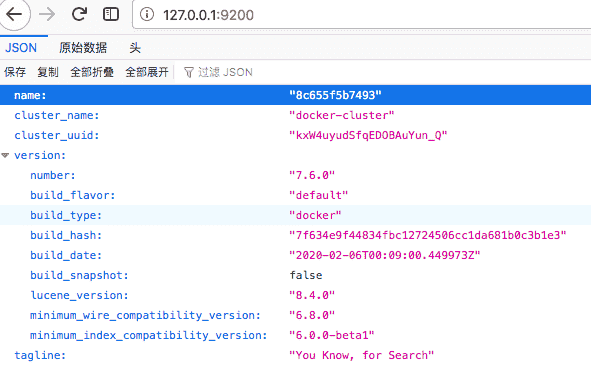 127.0.0.1:9200
JSON 原始数据 头
保存 复制 全部折叠 全部展开 过滤 JSON
name: "8c655f5b7493"
cluster_name: "docker-cluster"
cluster_uuid: "kxW4uyudSfqEDOBAuYun_Q"
version:
number: "7.6.0"
build_flavor: "default"
build_type: "docker"
build_hash: "7f634e9f44834fbc12724506cc1da681b0c3b1e3"
build_date: "2020-02-06T00:09:00.449973Z"
build_snapshot: false
lucene_version: "8.4.0"
minimum_wire_compatibility_version: "6.8.0"
minimum_index_compatibility_version: "6.0.0-beta1"
tagline: "You Know, for Search"